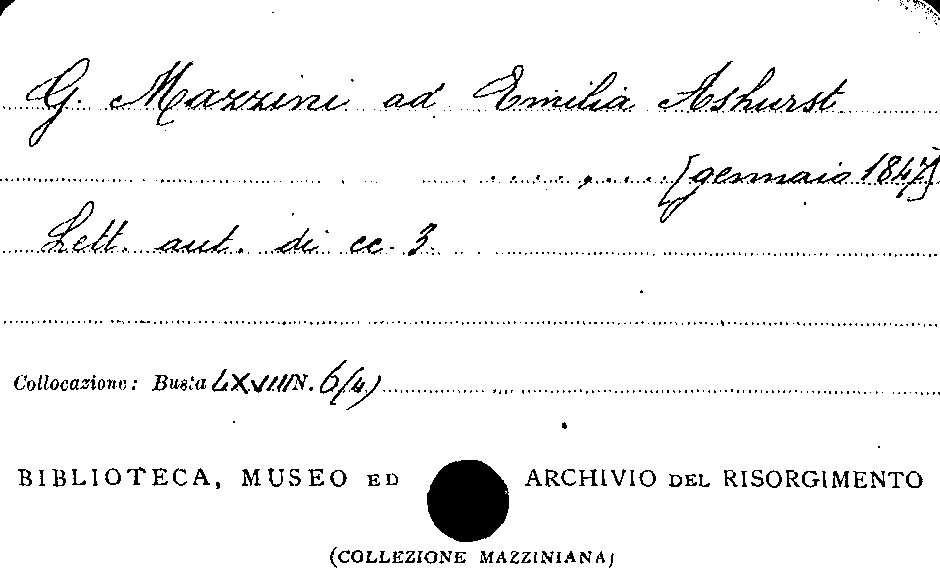 G. Mazzini ad Emilia Ashurst
....,....[gennaio 1847]
Lett. aut. di cc. 3.
Collocazione: Busta LXVIII N. 6(4)
BIBLIOTECA, MUSEO ED ARCHIVIO DEL RISORGIMENTO
(COLLEZIONE MAZZINIANA)